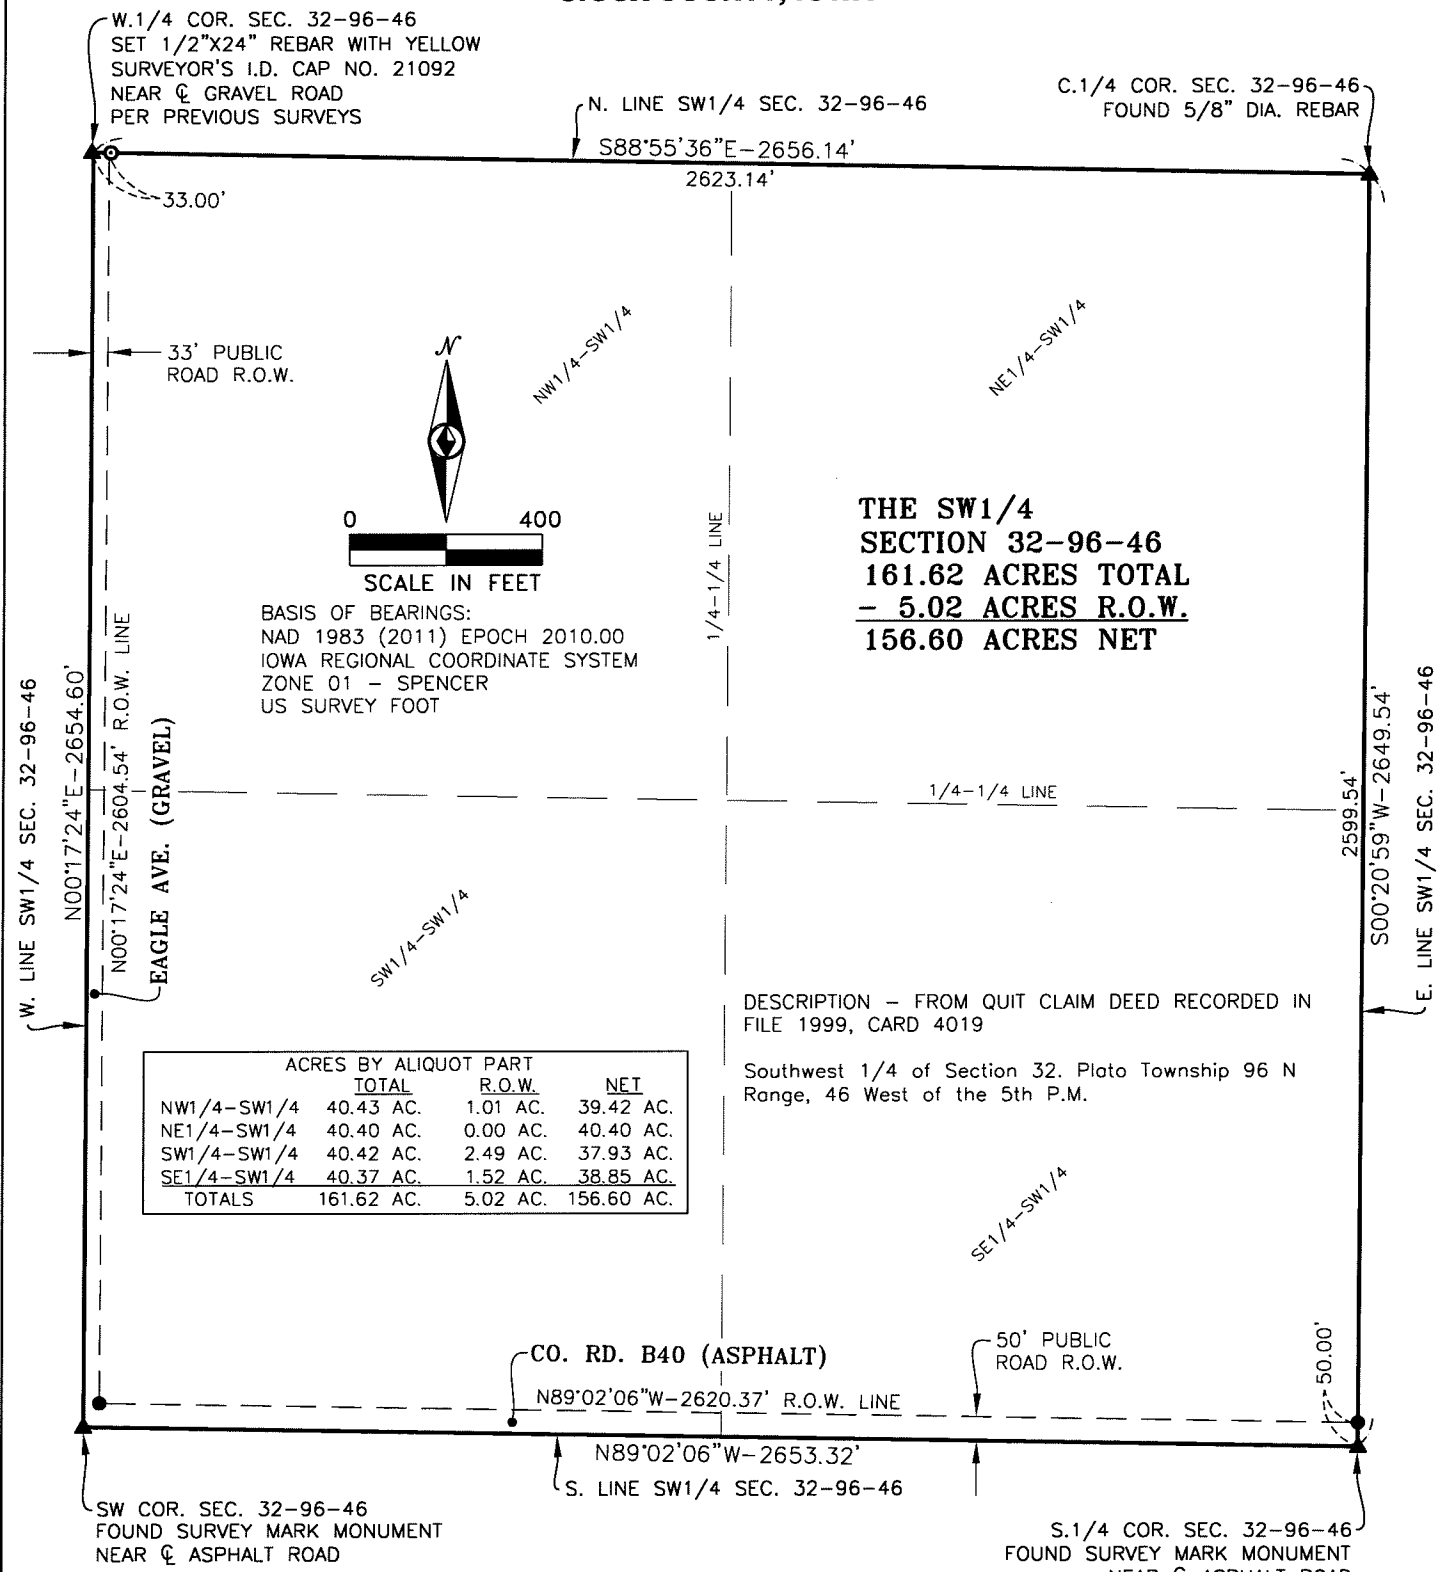 W.1/4 COR. SEC. 32-96-46
SET 1/2"X24" REBAR WITH YELLOW
SURVEYOR'S I.D. CAP NO. 21092
NEAR ℄ GRAVEL ROAD
PER PREVIOUS SURVEYS
C.1/4 COR. SEC. 32-96-46
FOUND 5/8" DIA. REBAR
N. LINE SW1/4 SEC. 32-96-46
S88°55'36"E-2656.14'
2623.14'
33.00'
33' PUBLIC
ROAD R.O.W.
N
NW1/4-SW1/4
NE1/4-SW1/4
0 400
SCALE IN FEET
BASIS OF BEARINGS:
NAD 1983 (2011) EPOCH 2010.00
IOWA REGIONAL COORDINATE SYSTEM
ZONE 01 - SPENCER
US SURVEY FOOT
1/4-1/4 LINE
THE SW1/4
SECTION 32-96-46
161.62 ACRES TOTAL
- 5.02 ACRES R.O.W.
156.60 ACRES NET
W. LINE SW1/4 SEC. 32-96-46
N00°17'24"E-2654.60'
N00°17'24"E-2604.54' R.O.W. LINE
EAGLE AVE. (GRAVEL)
1/4-1/4 LINE
2599.54'
S00°20'59"W-2649.54'
E. LINE SW1/4 SEC. 32-96-46
SW1/4-SW1/4
DESCRIPTION - FROM QUIT CLAIM DEED RECORDED IN
FILE 1999, CARD 4019
Southwest 1/4 of Section 32. Plato Township 96 N
Range, 46 West of the 5th P.M.
ACRES BY ALIQUOT PART
TOTAL R.O.W. NET
NW1/4-SW1/4 40.43 AC. 1.01 AC. 39.42 AC.
NE1/4-SW1/4 40.40 AC. 0.00 AC. 40.40 AC.
SW1/4-SW1/4 40.42 AC. 2.49 AC. 37.93 AC.
SE1/4-SW1/4 40.37 AC. 1.52 AC. 38.85 AC.
TOTALS 161.62 AC. 5.02 AC. 156.60 AC.
SE1/4-SW1/4
CO. RD. B40 (ASPHALT)
50' PUBLIC
ROAD R.O.W.
50.00'
N89°02'06"W-2620.37' R.O.W. LINE
N89°02'06"W-2653.32'
S. LINE SW1/4 SEC. 32-96-46
SW COR. SEC. 32-96-46
FOUND SURVEY MARK MONUMENT
NEAR ℄ ASPHALT ROAD
S.1/4 COR. SEC. 32-96-46
FOUND SURVEY MARK MONUMENT
NEAR ℄ ASPHALT ROAD